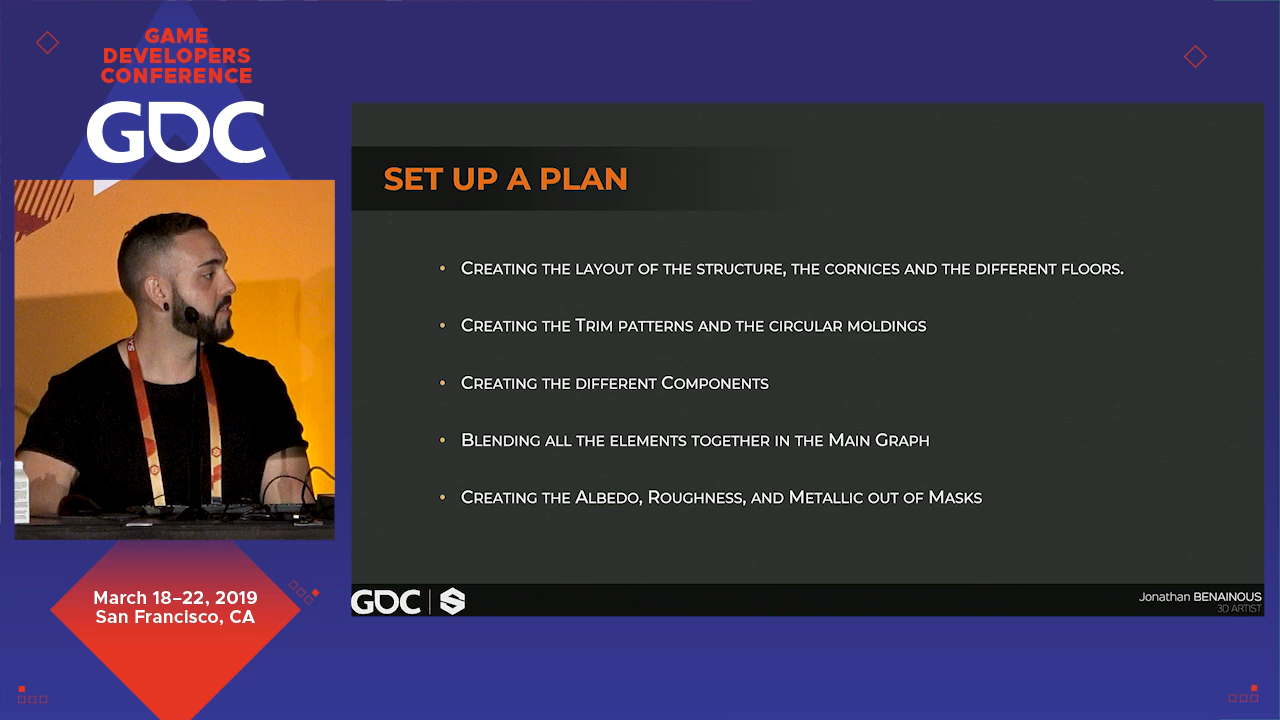 GAME
DEVELOPERS
CONFERENCE
GDC
SET UP A PLAN
• Creating the layout of the structure, the cornices and the different floors.
• Creating the Trim patterns and the circular moldings
• Creating the different Components
• Blending all the elements together in the Main Graph
• Creating the Albedo, Roughness, and Metallic out of Masks
March 18–22, 2019
San Francisco, CA
GDC
Jonathan BENAINOUS
3D ARTIST